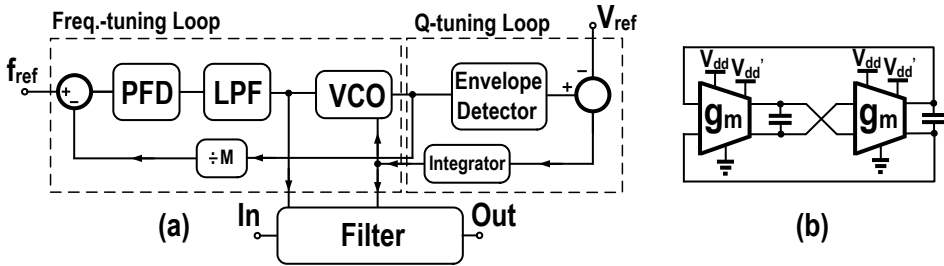 Freq.-tuning Loop
Q-tuning Loop
Vref
fref
+
−
PFD
LPF
VCO
Envelope
Detector
+
−
÷M
Integrator
In
Filter
Out
(a)
Vdd
Vdd'
gm
Vdd
Vdd'
gm
(b)